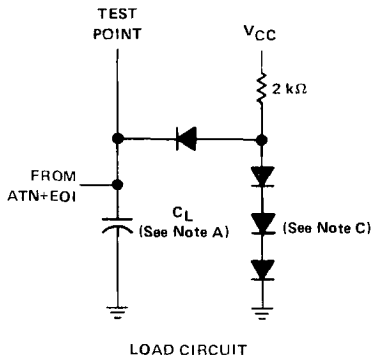 TEST
POINT
VCC
2 kΩ
FROM
ATN+EOI
CL
(See Note A)
(See Note C)
LOAD CIRCUIT